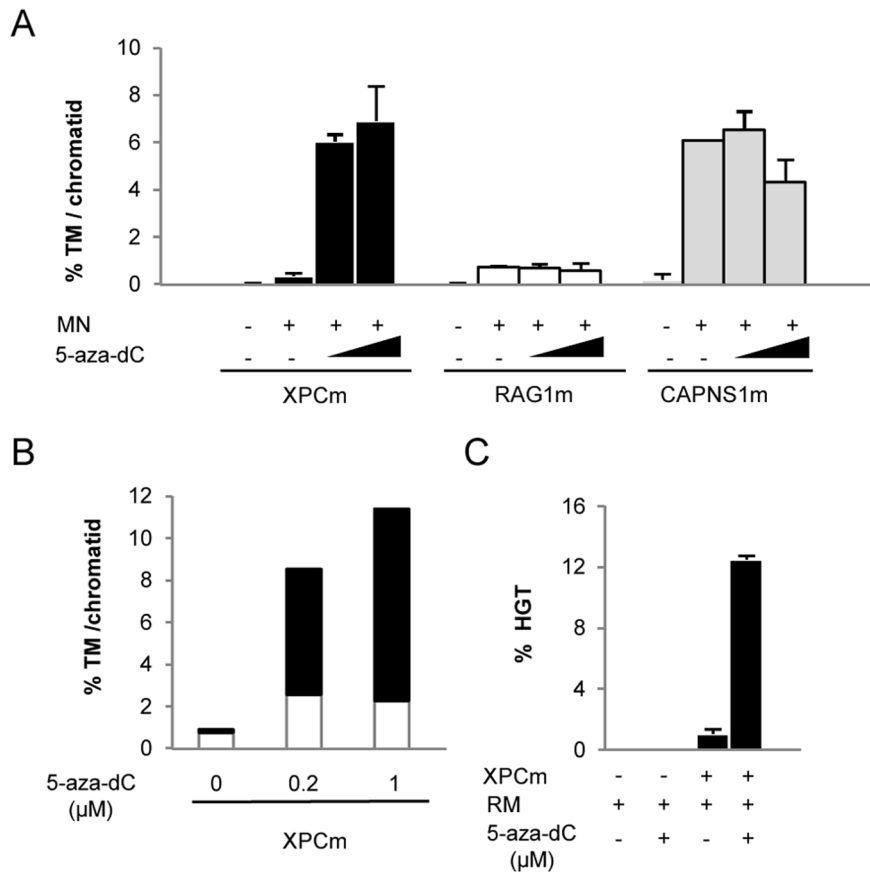 A
10
8
6
4
2
0
% TM / chromatid
MN - + + + - + + + - + + +
5-aza-dC - - - - - -
XPCm RAG1m CAPNS1m
B
12
10
8
6
4
2
0
% TM /chromatid
5-aza-dC 0 0.2 1
(µM)
XPCm
C
16
12
8
4
0
% HGT
XPCm - - + +
RM + + + +
5-aza-dC - + - +
(µM)